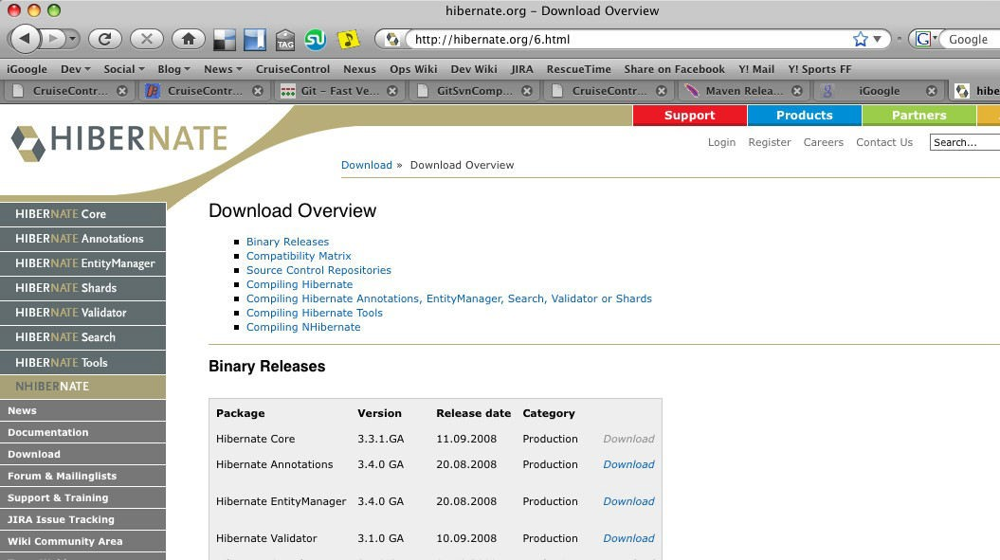 hibernate.org – Download Overview
TAG
http://hibernate.org/6.html
G Google
iGoogle Dev Social Blog News CruiseControl Nexus Ops Wiki Dev Wiki JIRA RescueTime Share on Facebook Y! Mail Y! Sports FF
CruiseContr... CruiseContr... Git – Fast Ve... GitSvnComp... CruiseContr... Maven Relea... iGoogle hibe
Support Products Partners
HIBERNATE
Login Register Careers Contact Us Search...
Download » Download Overview
HIBERNATE Core
HIBERNATE Annotations
HIBERNATE EntityManager
HIBERNATE Shards
HIBERNATE Validator
HIBERNATE Search
HIBERNATE Tools
NHIBERNATE
News
Documentation
Download
Forum & Mailinglists
Support & Training
JIRA Issue Tracking
Wiki Community Area
Download Overview
Binary Releases
Compatibility Matrix
Source Control Repositories
Compiling Hibernate
Compiling Hibernate Annotations, EntityManager, Search, Validator or Shards
Compiling Hibernate Tools
Compiling NHibernate
Binary Releases
Package Version Release date Category
Hibernate Core 3.3.1.GA 11.09.2008 Production Download
Hibernate Annotations 3.4.0 GA 20.08.2008 Production Download
Hibernate EntityManager 3.4.0 GA 20.08.2008 Production Download
Hibernate Validator 3.1.0 GA 10.09.2008 Production Download